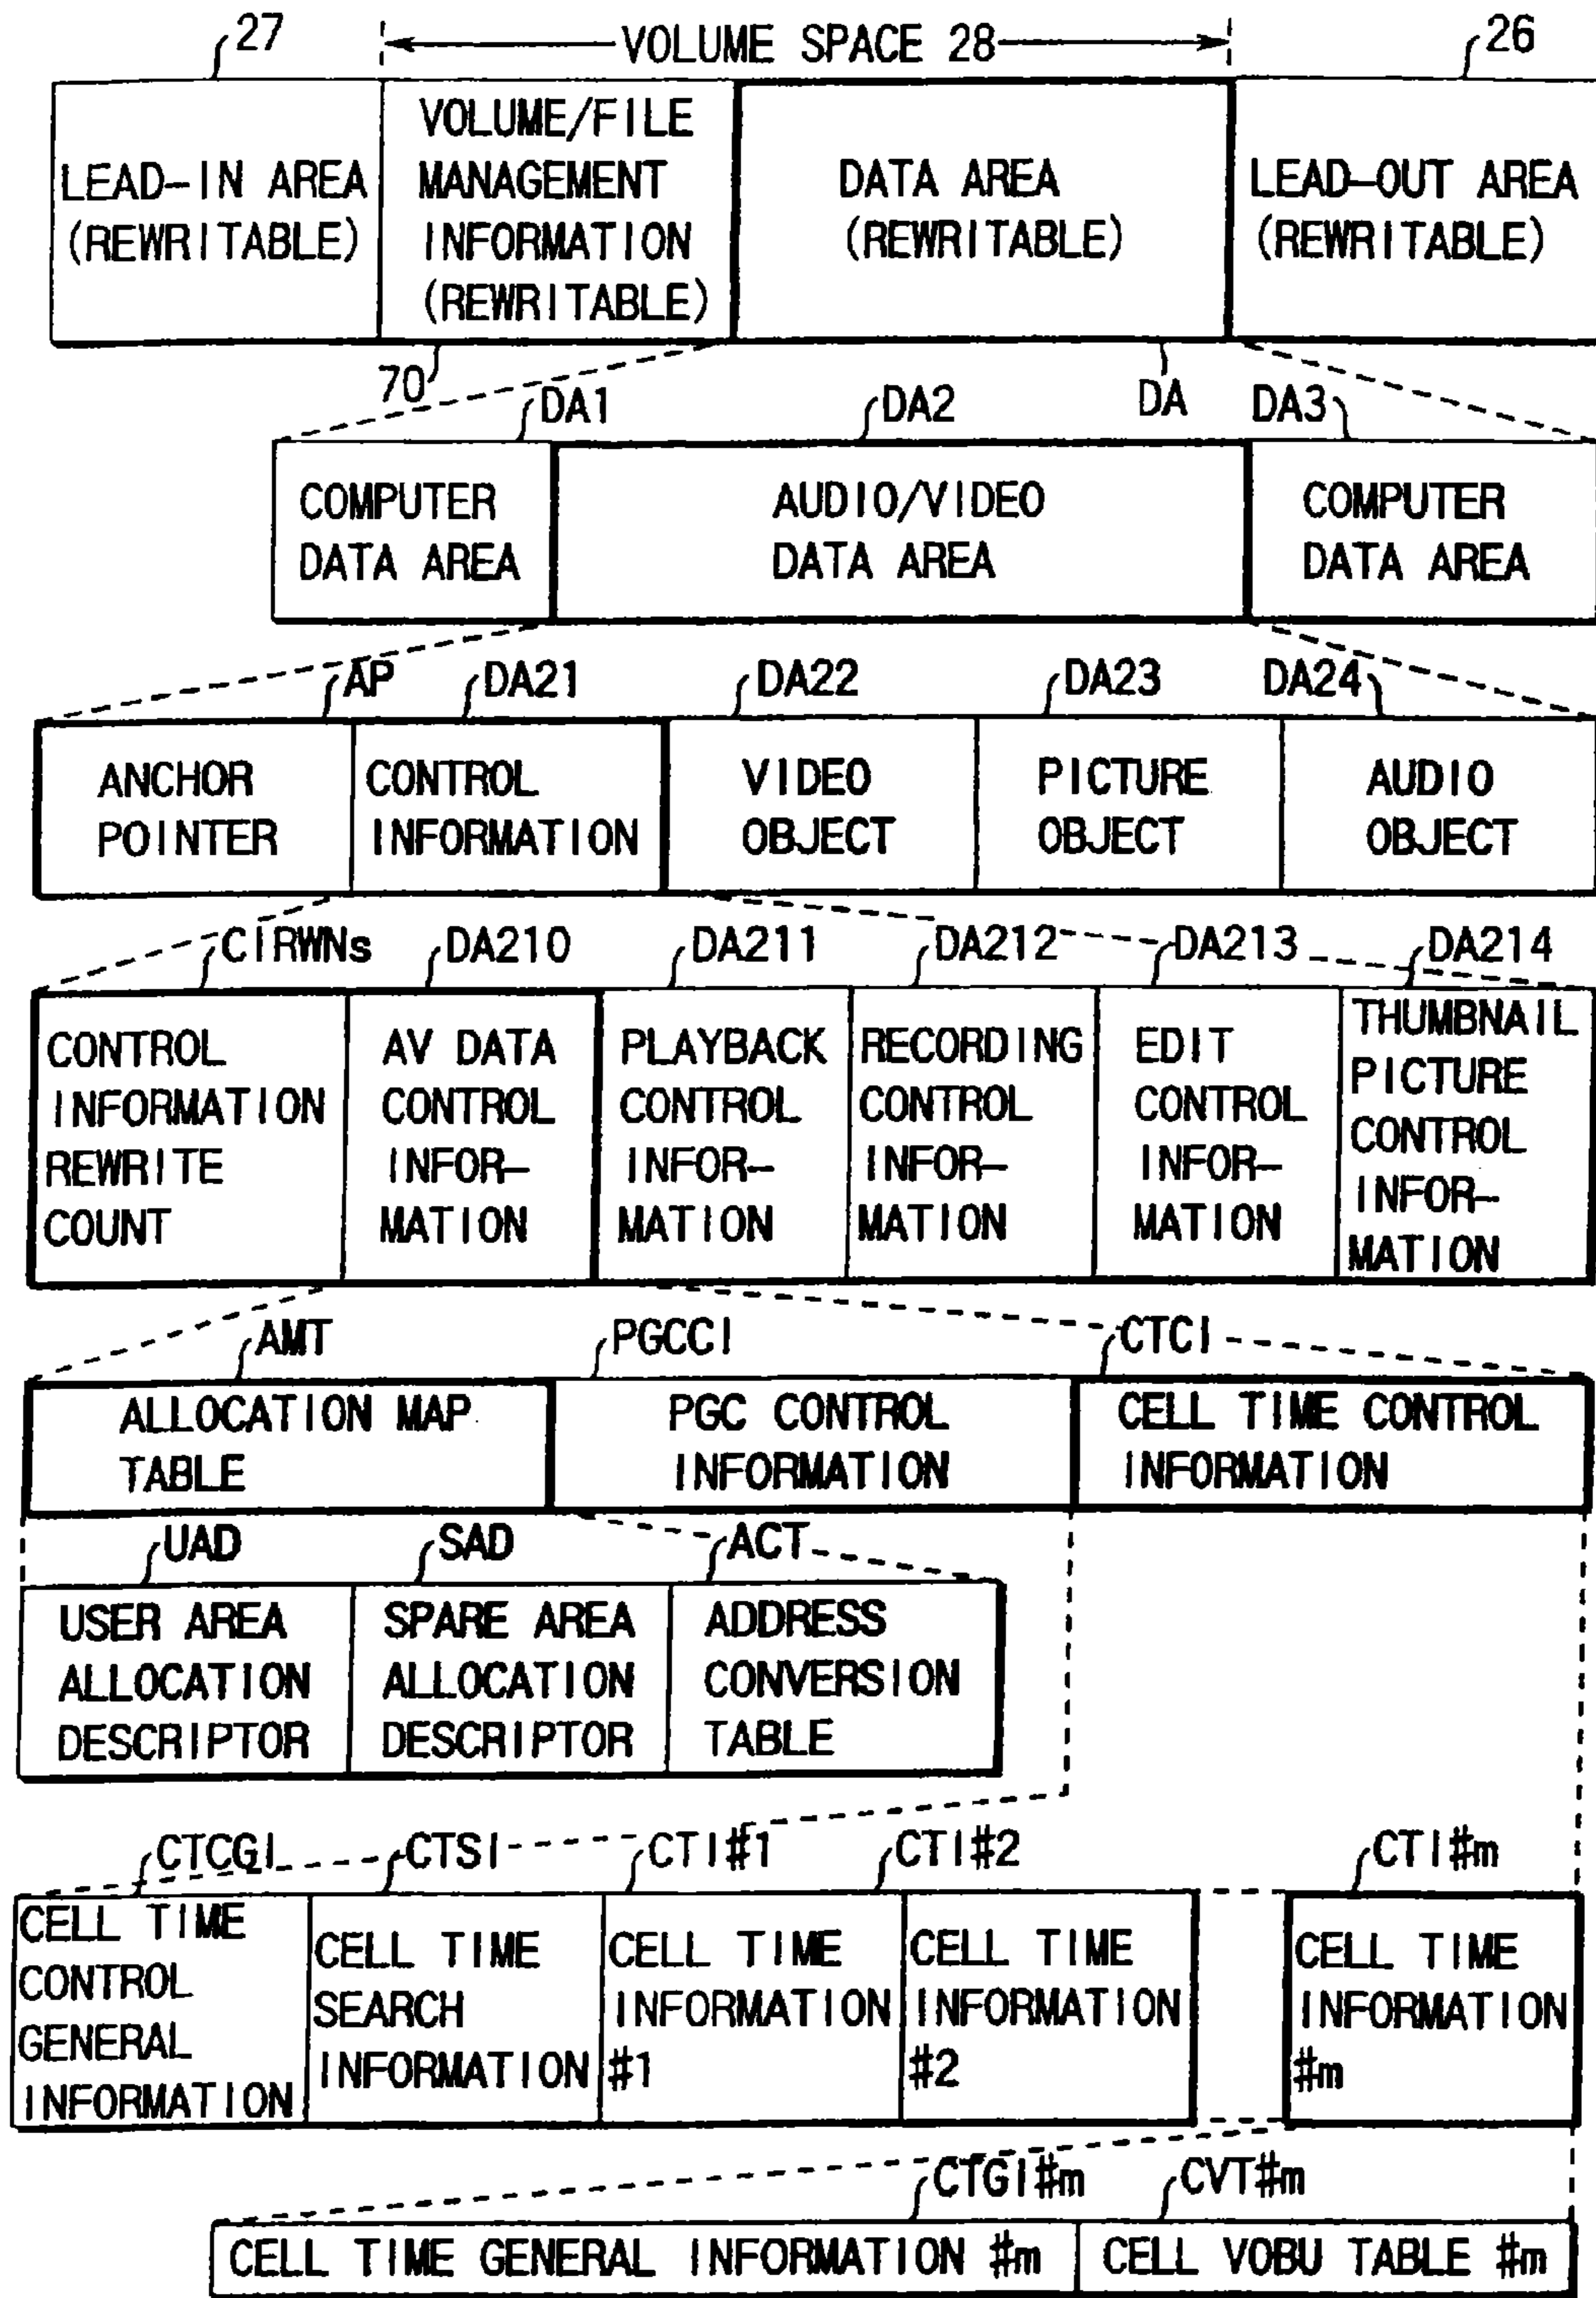 27
VOLUME SPACE 28
26
LEAD-IN AREA
(REWRITABLE)
VOLUME/FILE
MANAGEMENT
INFORMATION
(REWRITABLE)
DATA AREA
(REWRITABLE)
LEAD-OUT AREA
(REWRITABLE)
70
DA
DA1
DA2
DA3
COMPUTER
DATA AREA
AUDIO/VIDEO
DATA AREA
COMPUTER
DATA AREA
AP
DA21
DA22
DA23
DA24
ANCHOR
POINTER
CONTROL
INFORMATION
VIDEO
OBJECT
PICTURE
OBJECT
AUDIO
OBJECT
CIRWNs
DA210
DA211
DA212
DA213
DA214
CONTROL
INFORMATION
REWRITE
COUNT
AV DATA
CONTROL
INFOR-
MATION
PLAYBACK
CONTROL
INFOR-
MATION
RECORDING
CONTROL
INFOR-
MATION
EDIT
CONTROL
INFOR-
MATION
THUMBNAIL
PICTURE
CONTROL
INFOR-
MATION
AMT
PGCCI
CTCI
ALLOCATION MAP
TABLE
PGC CONTROL
INFORMATION
CELL TIME CONTROL
INFORMATION
UAD
SAD
ACT
USER AREA
ALLOCATION
DESCRIPTOR
SPARE AREA
ALLOCATION
DESCRIPTOR
ADDRESS
CONVERSION
TABLE
CTCGI
CTSI
CTI#1
CTI#2
CTI#m
CELL TIME
CONTROL
GENERAL
INFORMATION
CELL TIME
SEARCH
INFORMATION
CELL TIME
INFORMATION
#1
CELL TIME
INFORMATION
#2
CELL TIME
INFORMATION
#m
CTGI#m
CVT#m
CELL TIME GENERAL INFORMATION #m
CELL VOBU TABLE #m